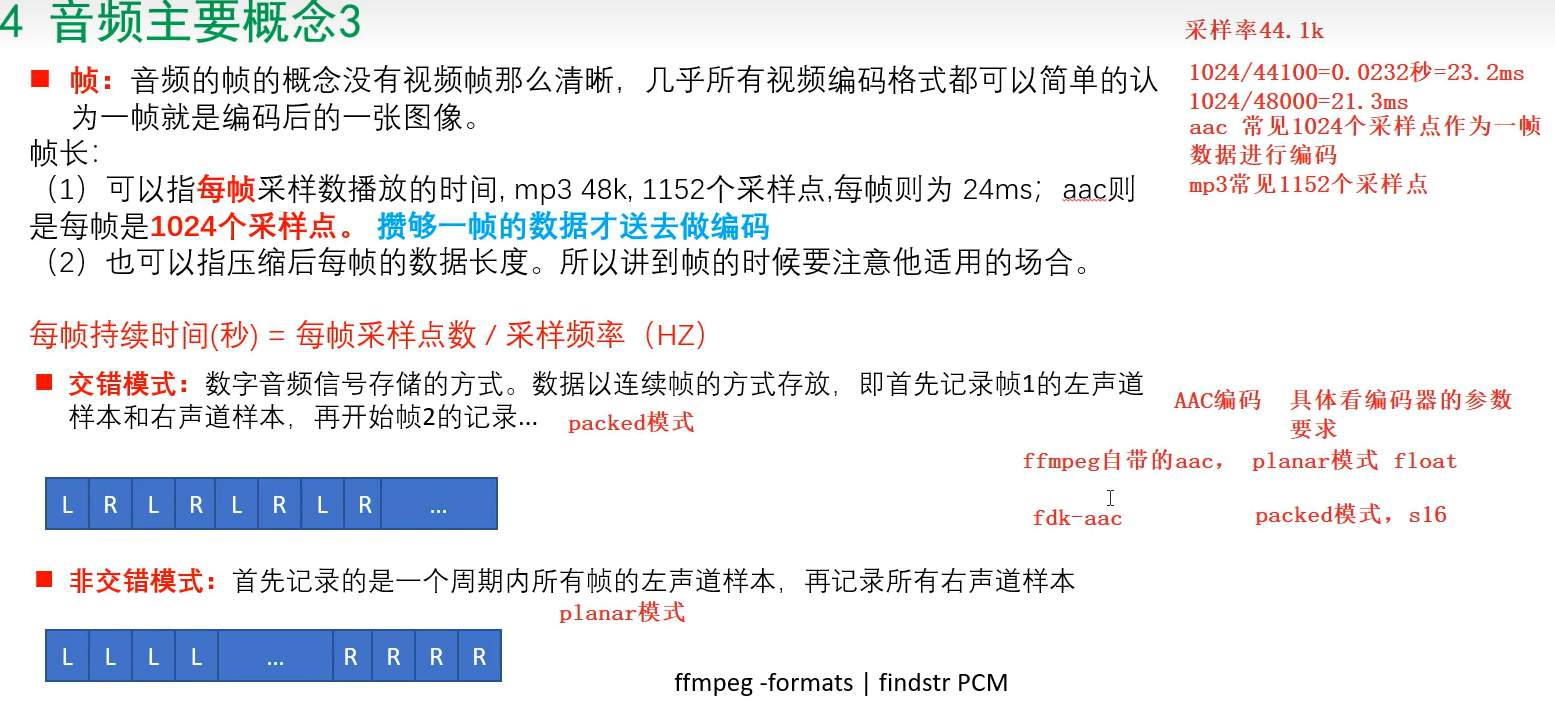 4 音频主要概念3
■ 帧：音频的帧的概念没有视频帧那么清晰，几乎所有视频编码格式都可以简单的认
为一帧就是编码后的一张图像。
帧长：
（1）可以指每帧采样数播放的时间, mp3 48k, 1152个采样点,每帧则为 24ms；aac则
是每帧是1024个采样点。 攒够一帧的数据才送去做编码
（2）也可以指压缩后每帧的数据长度。所以讲到帧的时候要注意他适用的场合。
采样率44.1k
1024/44100=0.0232秒=23.2ms
1024/48000=21.3ms
aac 常见1024个采样点作为一帧
数据进行编码
mp3常见1152个采样点
每帧持续时间(秒) = 每帧采样点数 / 采样频率（HZ）
■ 交错模式：数字音频信号存储的方式。数据以连续帧的方式存放，即首先记录帧1的左声道
样本和右声道样本，再开始帧2的记录...
packed模式
L R L R L R L R ...
AAC编码 具体看编码器的参数
要求
ffmpeg自带的aac， planar模式 float
fdk-aac packed模式，s16
■ 非交错模式：首先记录的是一个周期内所有帧的左声道样本，再记录所有右声道样本
planar模式
L L L L ... R R R R
ffmpeg -formats | findstr PCM